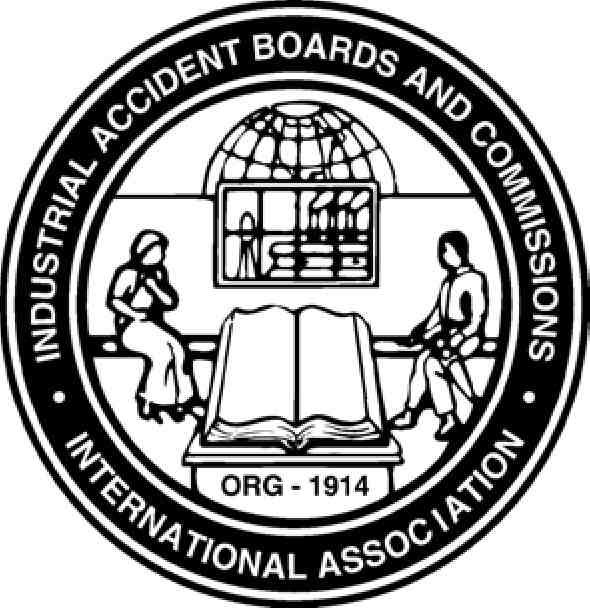 INDUSTRIAL ACCIDENT BOARDS AND COMMISSIONS
INTERNATIONAL ASSOCIATION
ORG - 1914